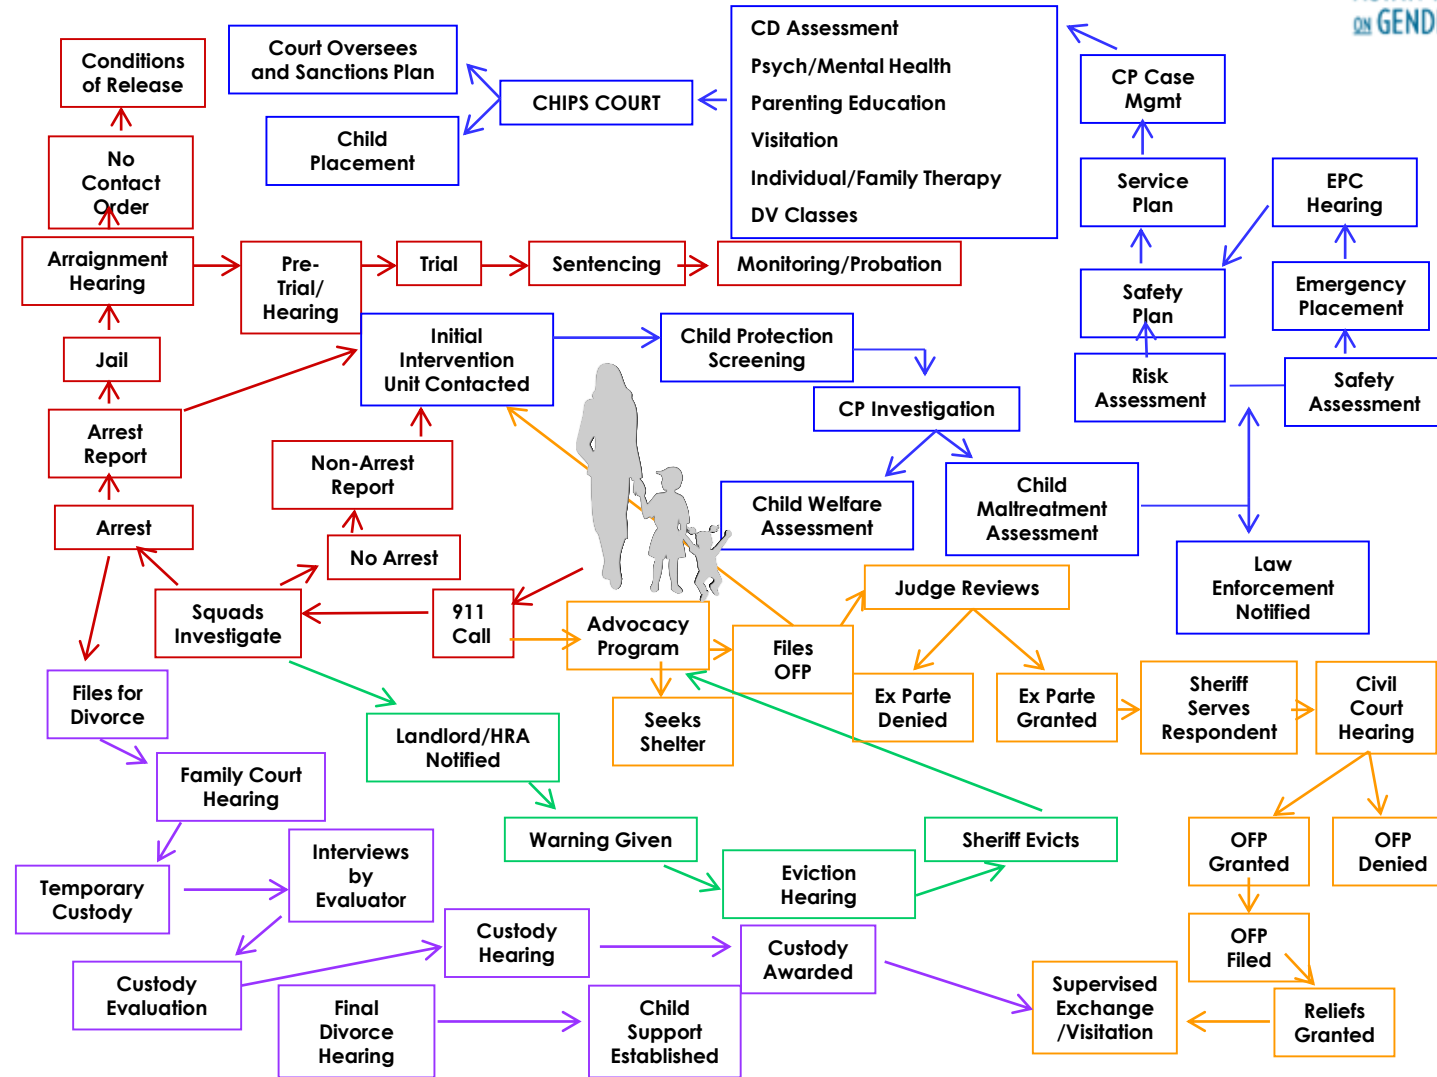 ON GEND
Conditions
of Release
Court Oversees
and Sanctions Plan
CHIPS COURT
Child
Placement
CD Assessment
Psych/Mental Health
Parenting Education
Visitation
Individual/Family Therapy
DV Classes
CP Case
Mgmt
No
Contact
Order
Service
Plan
EPC
Hearing
Arraignment
Hearing
Pre-
Trial/
Hearing
Trial
Sentencing
Monitoring/Probation
Safety
Plan
Emergency
Placement
Jail
Initial
Intervention
Unit Contacted
Child Protection
Screening
Risk
Assessment
Safety
Assessment
Arrest
Report
Non-Arrest
Report
CP Investigation
Child Welfare
Assessment
Child
Maltreatment
Assessment
Arrest
No Arrest
Law
Enforcement
Notified
Squads
Investigate
911
Call
Advocacy
Program
Files
OFP
Judge Reviews
Files for
Divorce
Landlord/HRA
Notified
Seeks
Shelter
Ex Parte
Denied
Ex Parte
Granted
Sheriff
Serves
Respondent
Civil
Court
Hearing
Family Court
Hearing
Warning Given
Eviction
Hearing
Sheriff Evicts
OFP
Granted
OFP
Denied
Temporary
Custody
Interviews
by
Evaluator
Custody
Evaluation
Custody
Hearing
Custody
Awarded
OFP
Filed
Final
Divorce
Hearing
Child
Support
Established
Supervised
Exchange
/Visitation
Reliefs
Granted